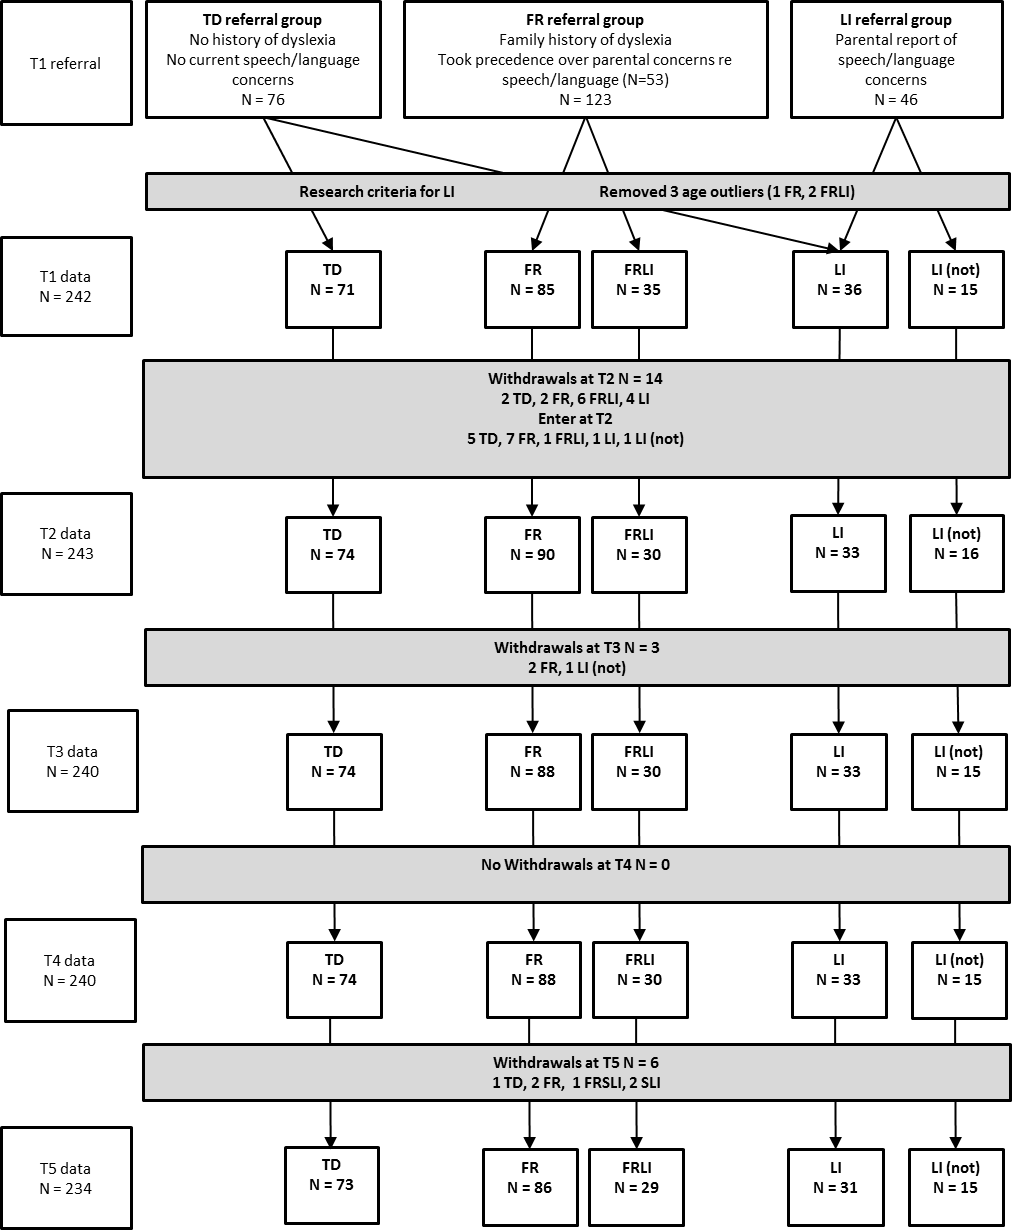 T1 referral
TD referral group
No history of dyslexia
No current speech/language
concerns
N = 76
FR referral group
Family history of dyslexia
Took precedence over parental concerns re
speech/language (N=53)
N = 123
LI referral group
Parental report of
speech/language
concerns
N = 46
Research criteria for LI
Removed 3 age outliers (1 FR, 2 FRLI)
T1 data
N = 242
TD
N = 71
FR
N = 85
FRLI
N = 35
LI
N = 36
LI (not)
N = 15
Withdrawals at T2 N = 14
2 TD, 2 FR, 6 FRLI, 4 LI
Enter at T2
5 TD, 7 FR, 1 FRLI, 1 LI, 1 LI (not)
T2 data
N = 243
TD
N = 74
FR
N = 90
FRLI
N = 30
LI
N = 33
LI (not)
N = 16
Withdrawals at T3 N = 3
2 FR, 1 LI (not)
T3 data
N = 240
TD
N = 74
FR
N = 88
FRLI
N = 30
LI
N = 33
LI (not)
N = 15
No Withdrawals at T4 N = 0
T4 data
N = 240
TD
N = 74
FR
N = 88
FRLI
N = 30
LI
N = 33
LI (not)
N = 15
Withdrawals at T5 N = 6
1 TD, 2 FR, 1 FRSLI, 2 SLI
T5 data
N = 234
TD
N = 73
FR
N = 86
FRLI
N = 29
LI
N = 31
LI (not)
N = 15